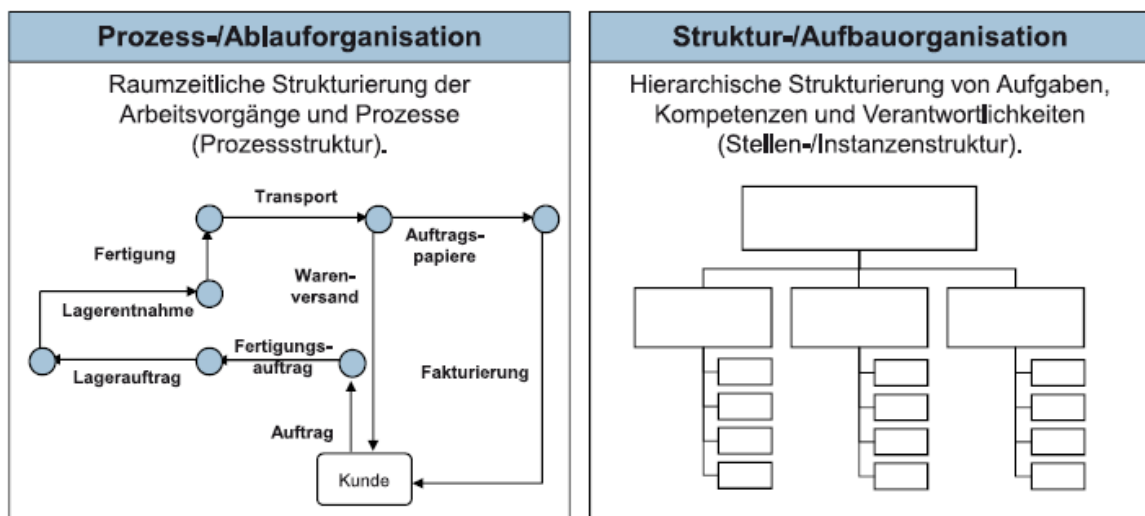 Prozess-/Ablauforganisation
Raumzeitliche Strukturierung der
Arbeitsvorgänge und Prozesse
(Prozessstruktur).
Transport
Fertigung
Auftrags-
papiere
Waren-
versand
Lagerentnahme
Fertigungs-
auftrag
Lagerauftrag
Fakturierung
Auftrag
Kunde
Struktur-/Aufbauorganisation
Hierarchische Strukturierung von Aufgaben,
Kompetenzen und Verantwortlichkeiten
(Stellen-/Instanzenstruktur).